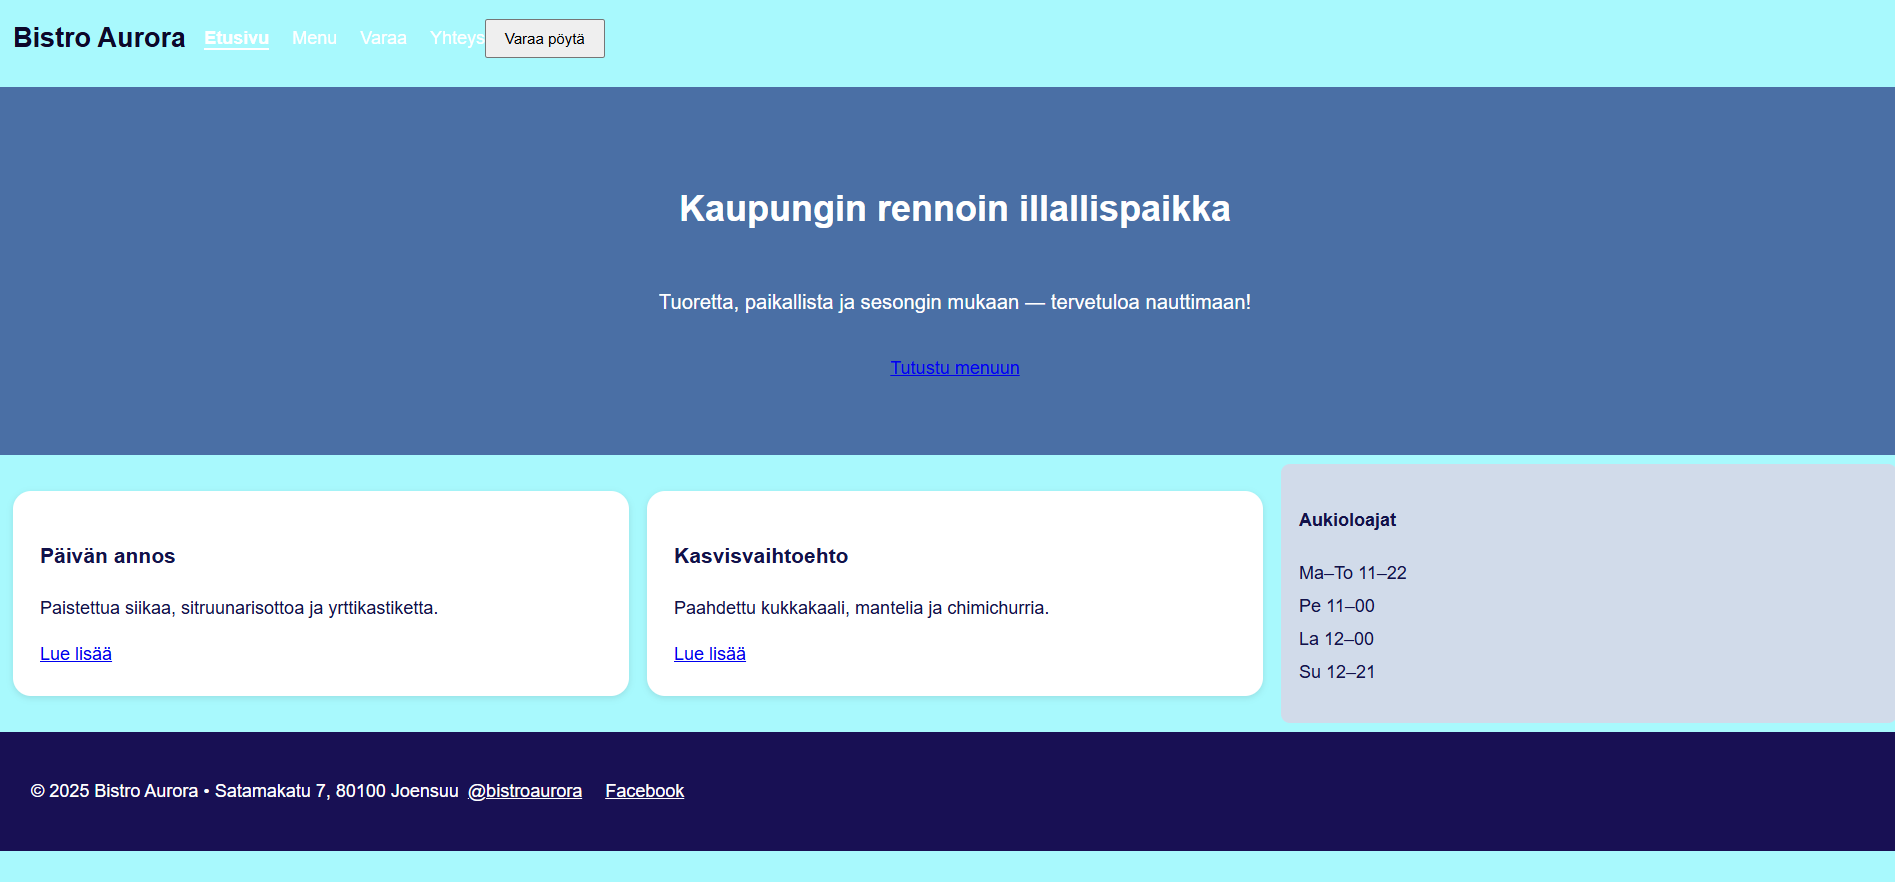 Bistro Aurora Etusivu Menu Varaa Yhteys Varaa pöytä
Kaupungin rennoin illallispaikka
Tuoretta, paikallista ja sesongin mukaan — tervetuloa nauttimaan!
Tutustu menuun
Päivän annos
Paistettua siikaa, sitruunarisottoa ja yrttikastiketta.
Lue lisää
Kasvisvaihtoehto
Paahdettu kukkakaali, mantelia ja chimichurria.
Lue lisää
Aukioloajat
Ma–To 11–22
Pe 11–00
La 12–00
Su 12–21
© 2025 Bistro Aurora • Satamakatu 7, 80100 Joensuu @bistroaurora Facebook